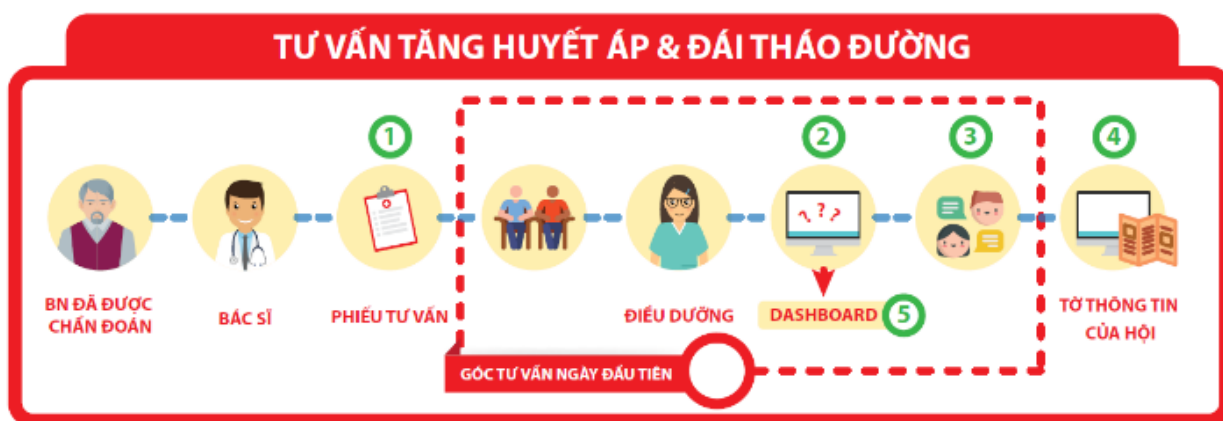 TƯ VẤN TĂNG HUYẾT ÁP & ĐÁI THÁO ĐƯỜNG
1
2
3
4
? ? ?
BN ĐÃ ĐƯỢC
CHẨN ĐOÁN
BÁC SĨ
PHIẾU TƯ VẤN
ĐIỀU DƯỠNG
DASHBOARD 5
TỜ THÔNG TIN
CỦA HỘI
GÓC TƯ VẤN NGÀY ĐẦU TIÊN